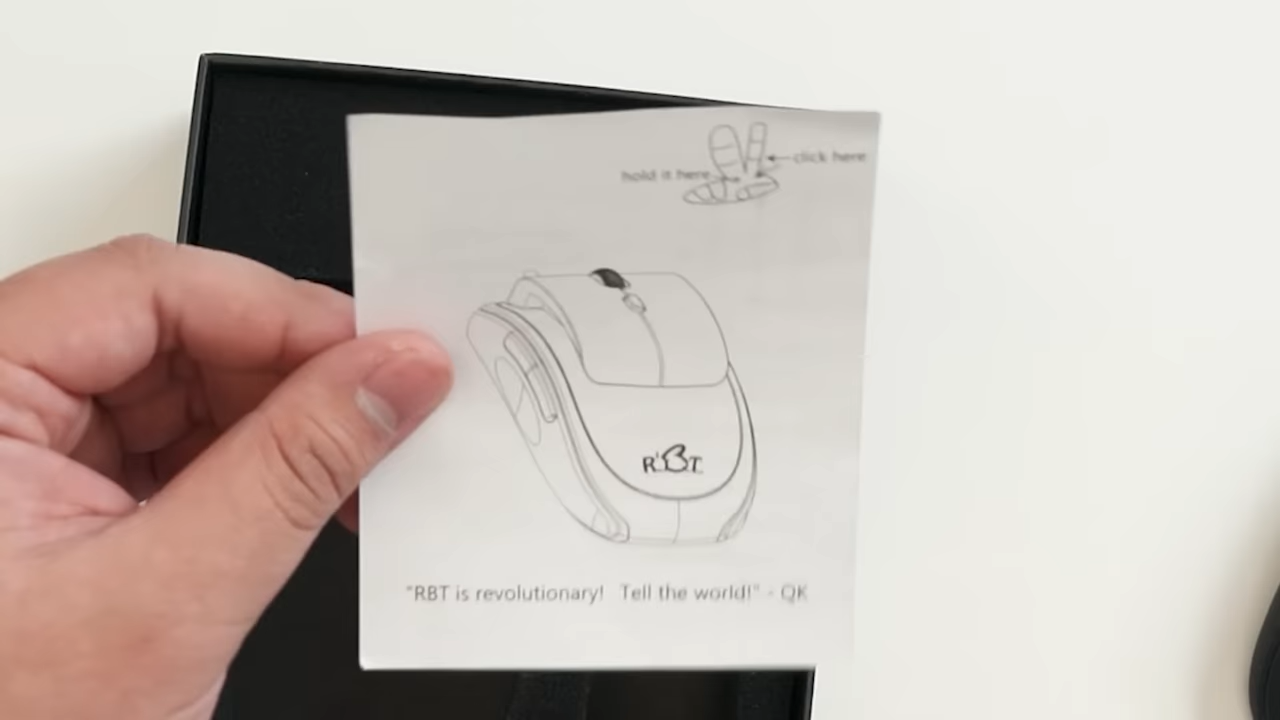 click here
hold it here
RBT
"RBT is revolutionary! Tell the world!" - QK